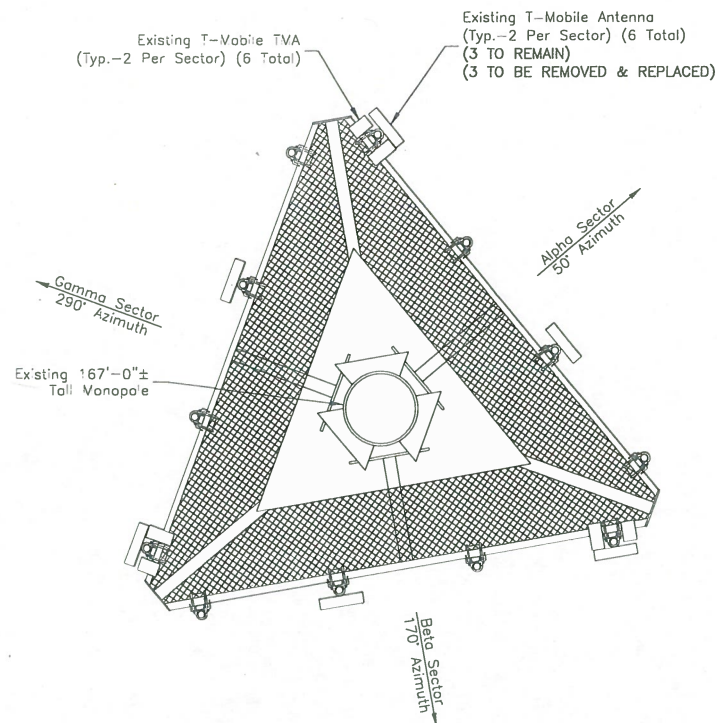 Existing T-Mobile TMA
(Typ.-2 Per Sector) (6 Total)
Existing T-Mobile Antenna
(Typ.-2 Per Sector) (6 Total)
(3 TO REMAIN)
(3 TO BE REMOVED & REPLACED)
Alpha Sector
50° Azimuth
Gamma Sector
290° Azimuth
Existing 167'-0"±
Tall Monopole
Beta Sector
170° Azimuth